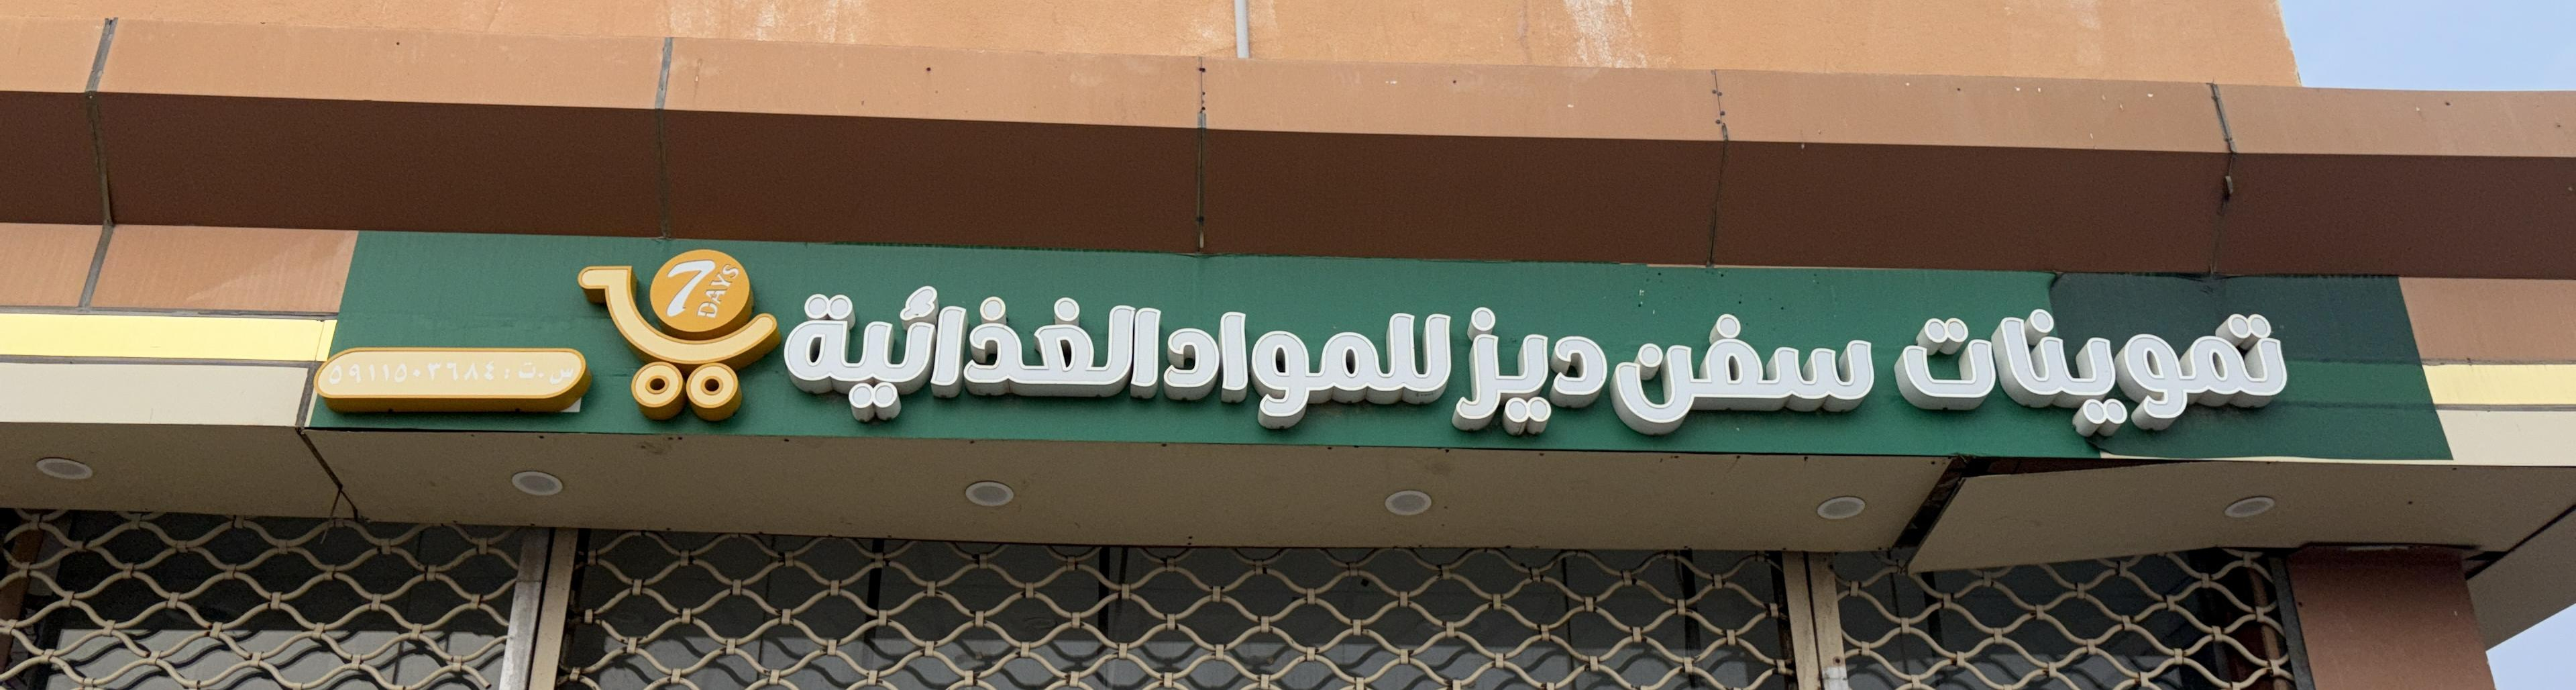 تموينات سفن ديز للمواد الغذائية
7 DAYS
س.ت: ٥٩١١٥٠٣٦٨٤